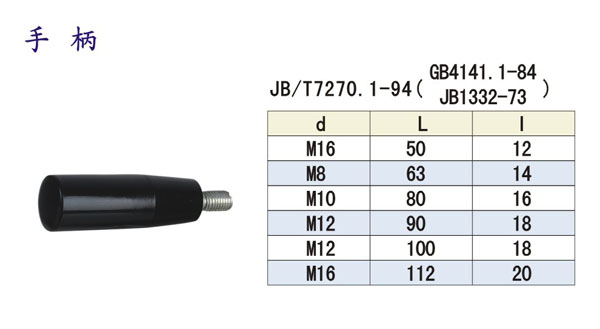 手 柄
JB/T7270.1-94(GB4141.1-84
JB1332-73)
d L l
M16 50 12
M8 63 14
M10 80 16
M12 90 18
M12 100 18
M16 112 20